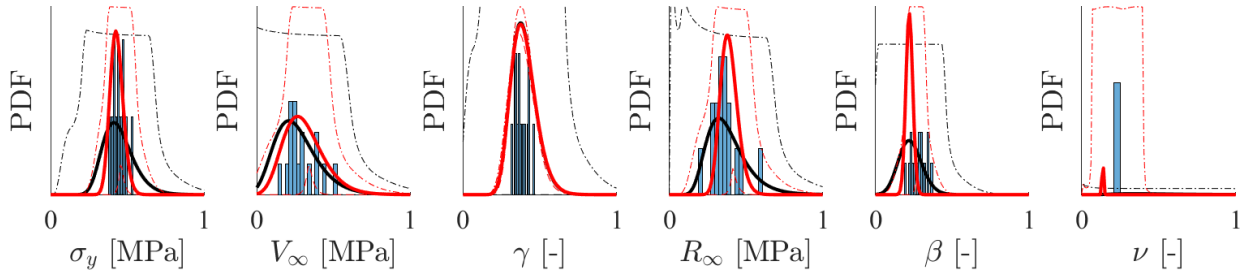 PDF PDF PDF PDF PDF PDF
0 1 0 1 0 1 0 1 0 1 0 1
σ_y [MPa] V_∞ [MPa] γ [-] R_∞ [MPa] β [-] ν [-]